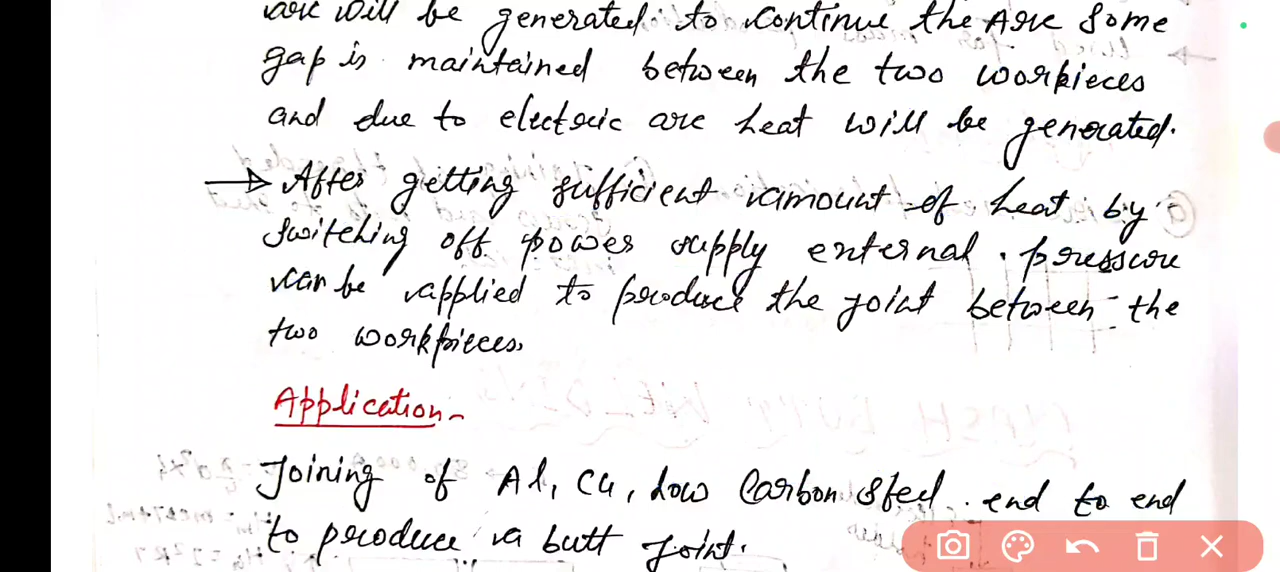 arc will be generated. to continue the Arc some
gap is maintained between the two workpieces
and due to electric arc heat will be generated.
→ After getting sufficient amount of heat by
switching off power supply external pressure
can be applied to produce the joint between the
two workpieces.
Application-
Joining of Al, Cu, Low Carbon Steel end to end
to produce a butt joint.